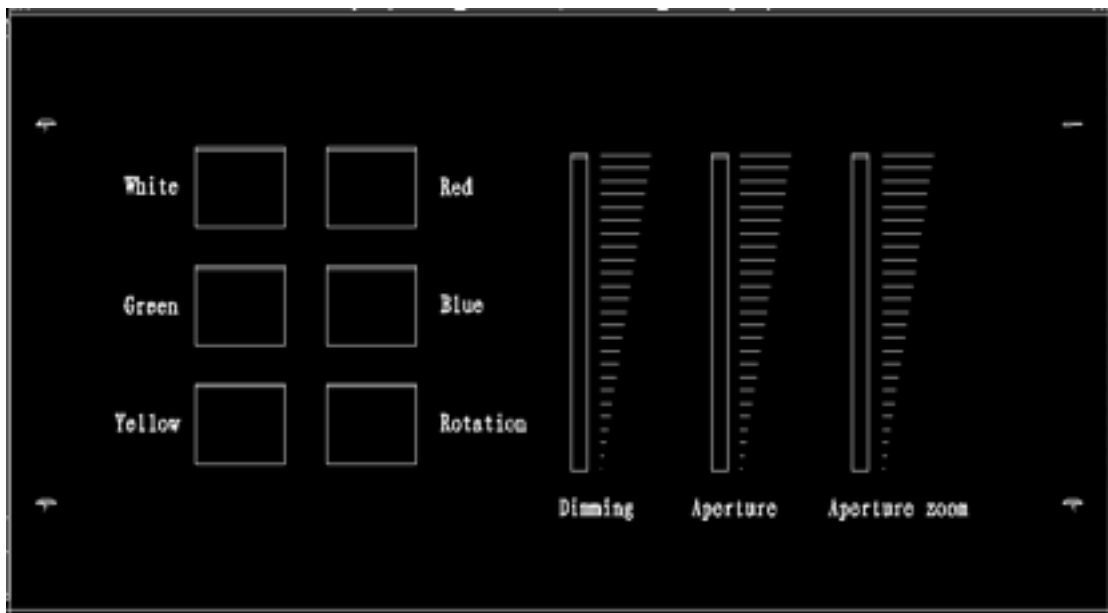 White
Red
Green
Blue
Yellow
Rotation
Dimming
Aperture
Aperture zoom